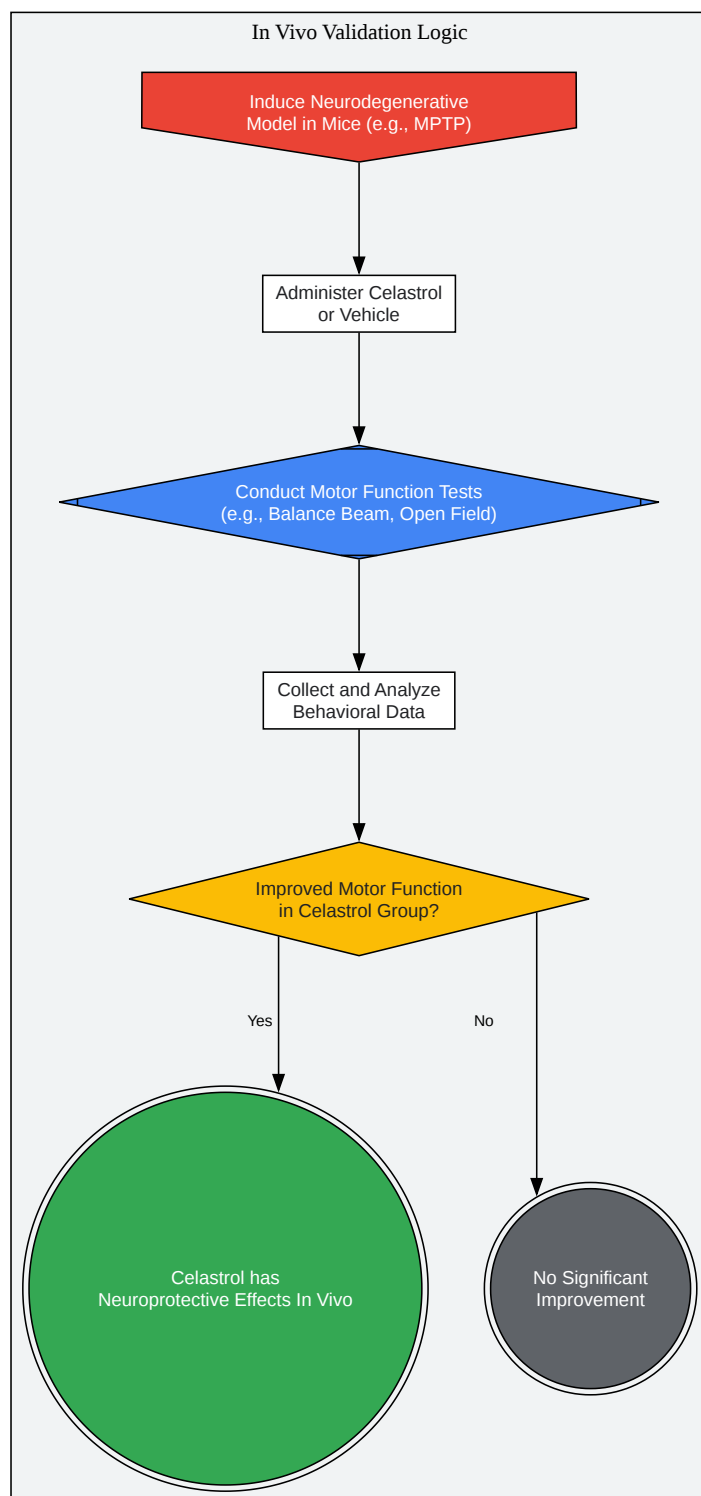 In Vivo Validation Logic
Induce Neurodegenerative
Model in Mice (e.g., MPTP)
Administer Celastrol
or Vehicle
Conduct Motor Function Tests
(e.g., Balance Beam, Open Field)
Collect and Analyze
Behavioral Data
Improved Motor Function
in Celastrol Group?
Yes
No
Celastrol has
Neuroprotective Effects In Vivo
No Significant
Improvement